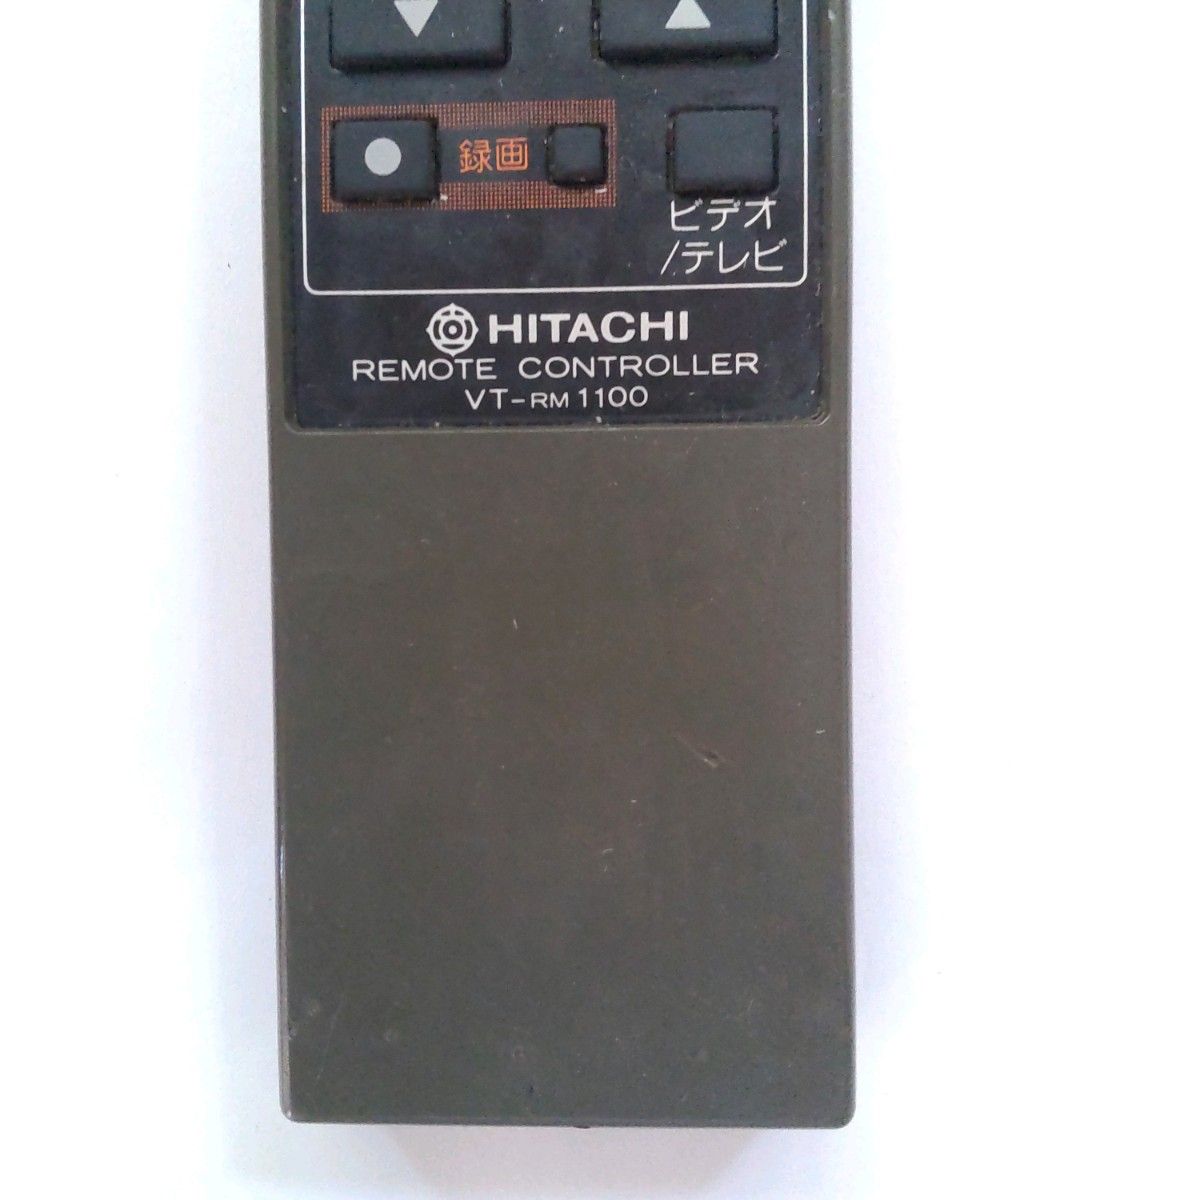 録画
ビデオ
/テレビ
HITACHI
REMOTE CONTROLLER
VT-RM 1100